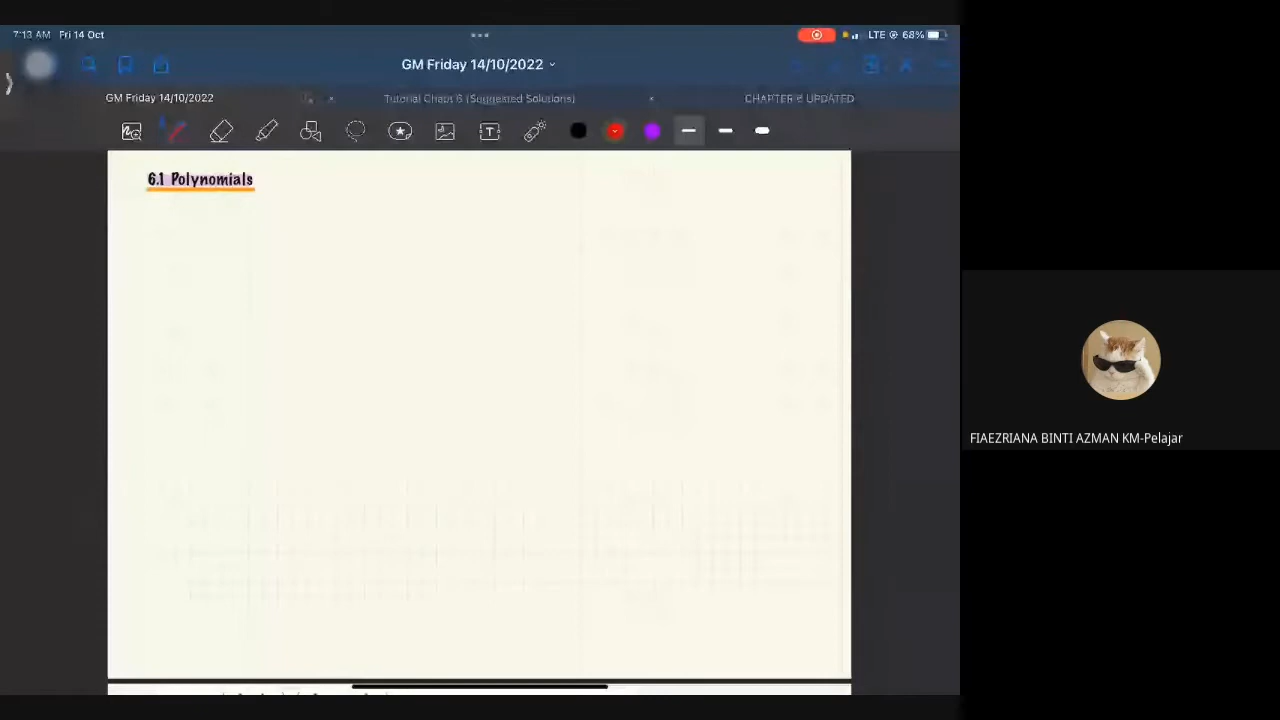 7:13 AM Fri 14 Oct
LTE 68%
GM Friday 14/10/2022
GM Friday 14/10/2022
Tutorial Chapt 6 (Suggested Solutions)
CHAPTER 6 UPDATED
6.1 Polynomials
FIAEZRIANA BINTI AZMAN KM-Pelajar